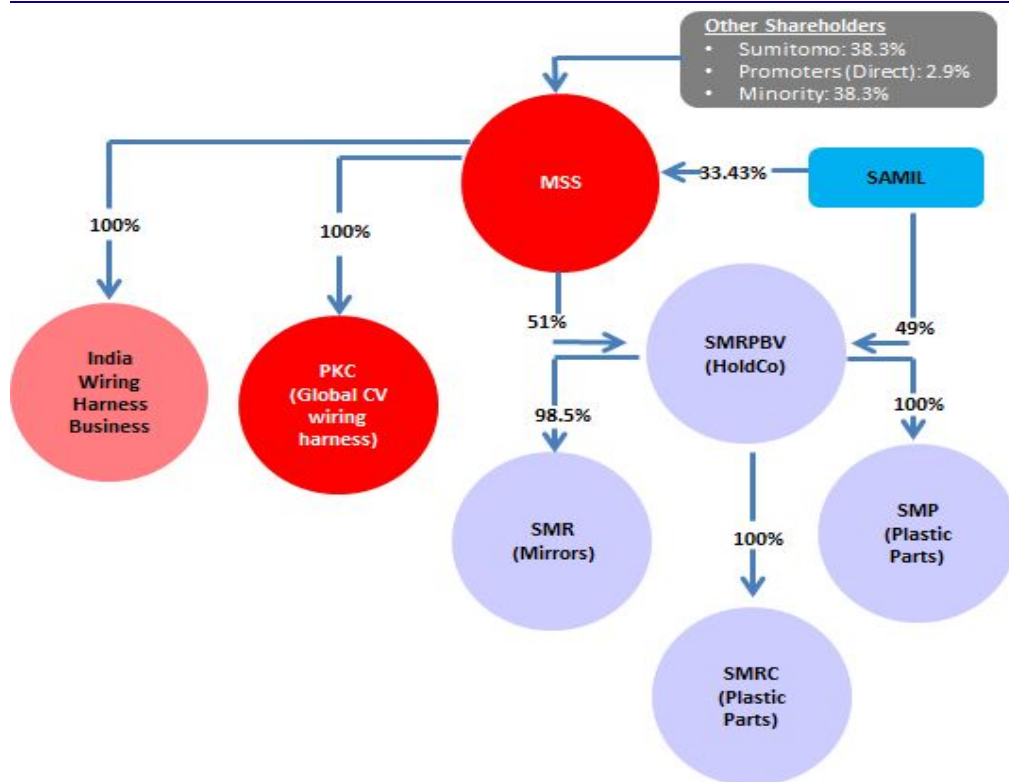 Other Shareholders
• Sumitomo: 38.3%
• Promoters (Direct): 2.9%
• Minority: 38.3%
MSS
33.43%
SAMIL
100%
100%
51%
49%
SMRPBV
(HoldCo)
India
Wiring
Harness
Business
PKC
(Global CV
wiring
harness)
98.5%
100%
SMR
(Mirrors)
100%
SMP
(Plastic
Parts)
SMRC
(Plastic
Parts)